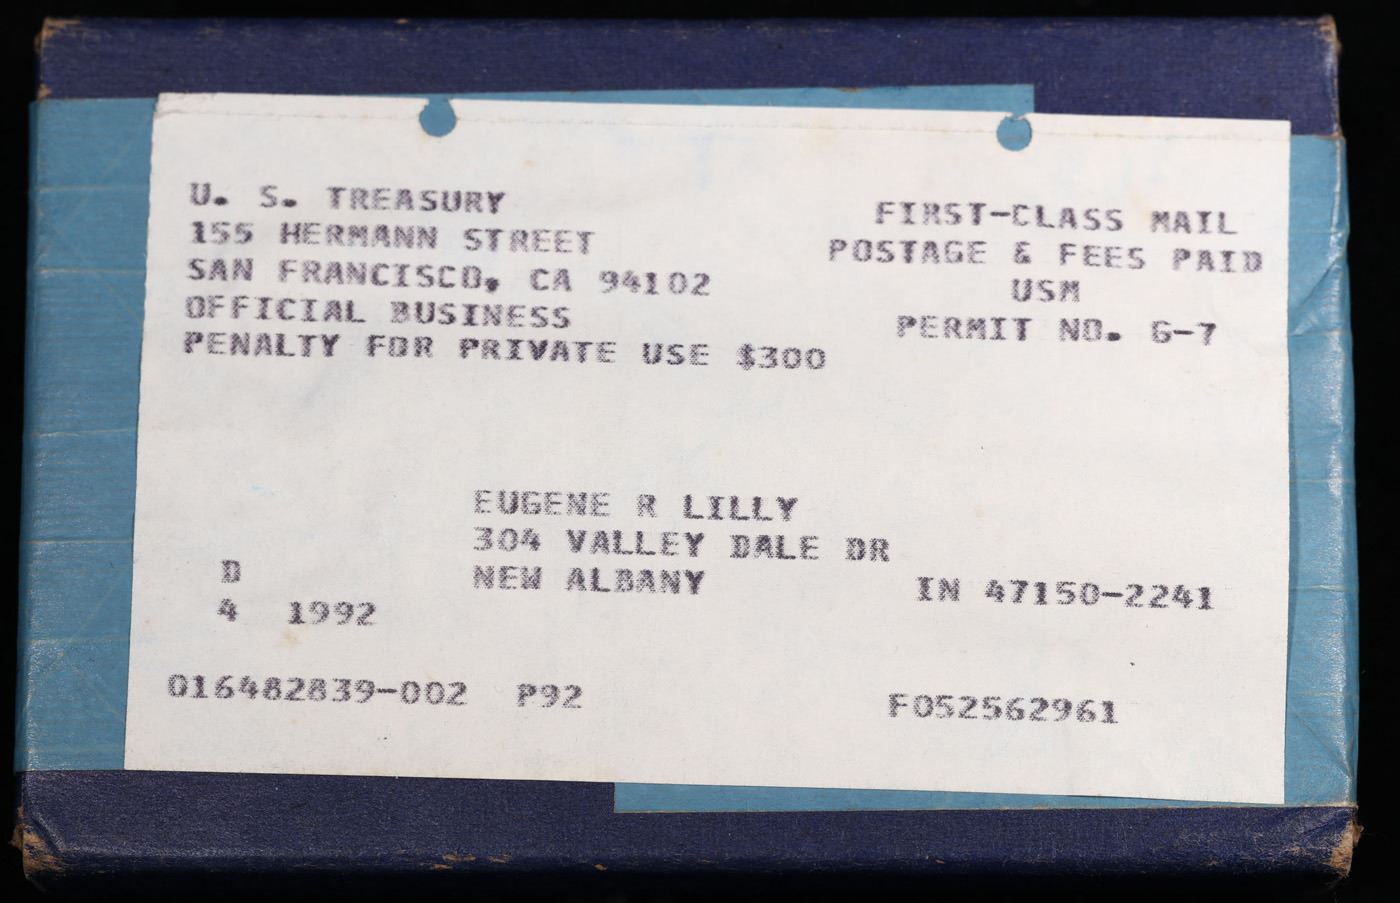 U. S. TREASURY
155 HERMANN STREET
SAN FRANCISCO, CA 94102
OFFICIAL BUSINESS
PENALTY FOR PRIVATE USE $300
FIRST-CLASS MAIL
POSTAGE & FEES PAID
USM
PERMIT NO. G-7
EUGENE R LILLY
304 VALLEY DALE DR
NEW ALBANY IN 47150-2241
D
4 1992
016482839-002 P92 F052562961